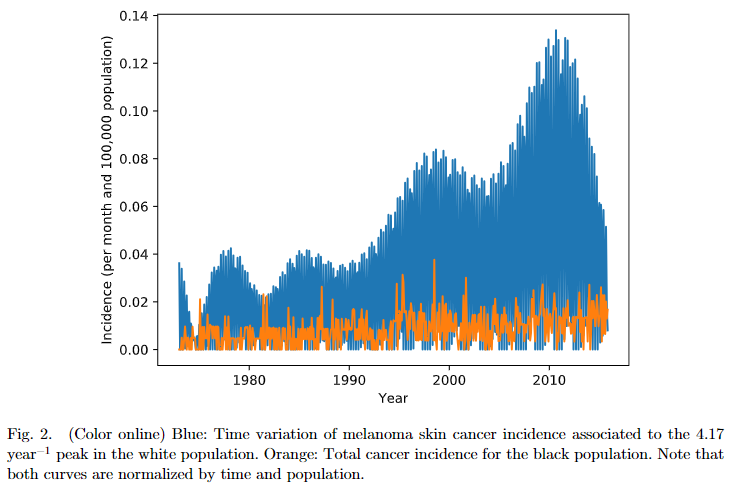 0.14
0.12
0.10
0.08
0.06
0.04
0.02
0.00
Incidence (per month and 100,000 population)
1980 1990 2000 2010
Year
Fig. 2. (Color online) Blue: Time variation of melanoma skin cancer incidence associated to the 4.17
year⁻¹ peak in the white population. Orange: Total cancer incidence for the black population. Note that
both curves are normalized by time and population.